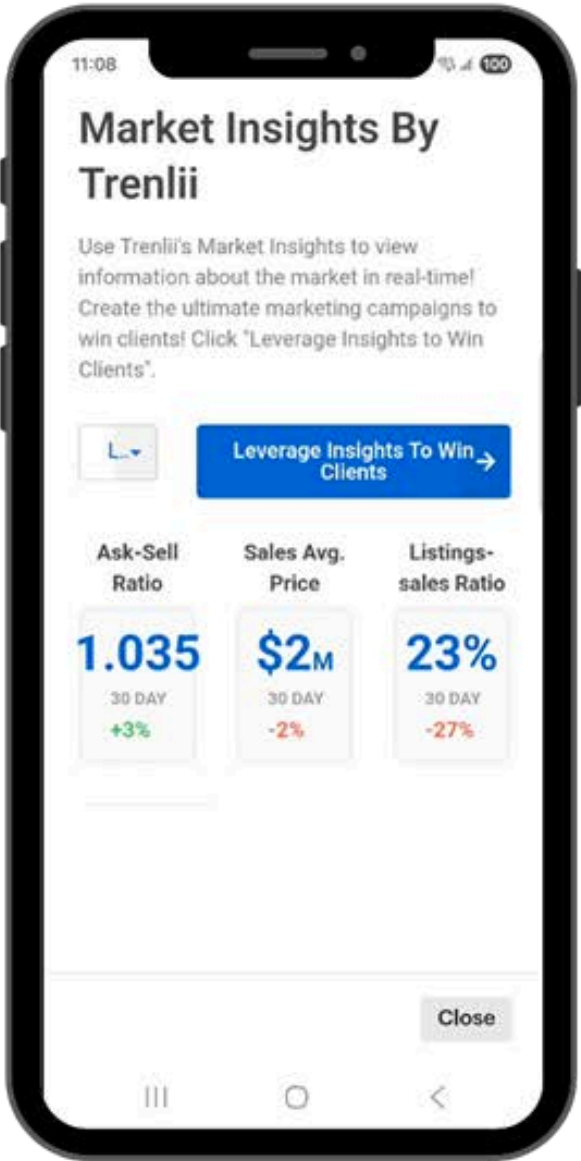 11:08
100
Market Insights By
Trenlii
Use Trenlii's Market Insights to view
information about the market in real-time!
Create the ultimate marketing campaigns to
win clients! Click "Leverage Insights to Win
Clients".
L..
Leverage Insights To Win
Clients
Ask-Sell Sales Avg. Listings-
Ratio Price sales Ratio
1.035 $2M 23%
30 DAY 30 DAY 30 DAY
+3% -2% -27%
Close